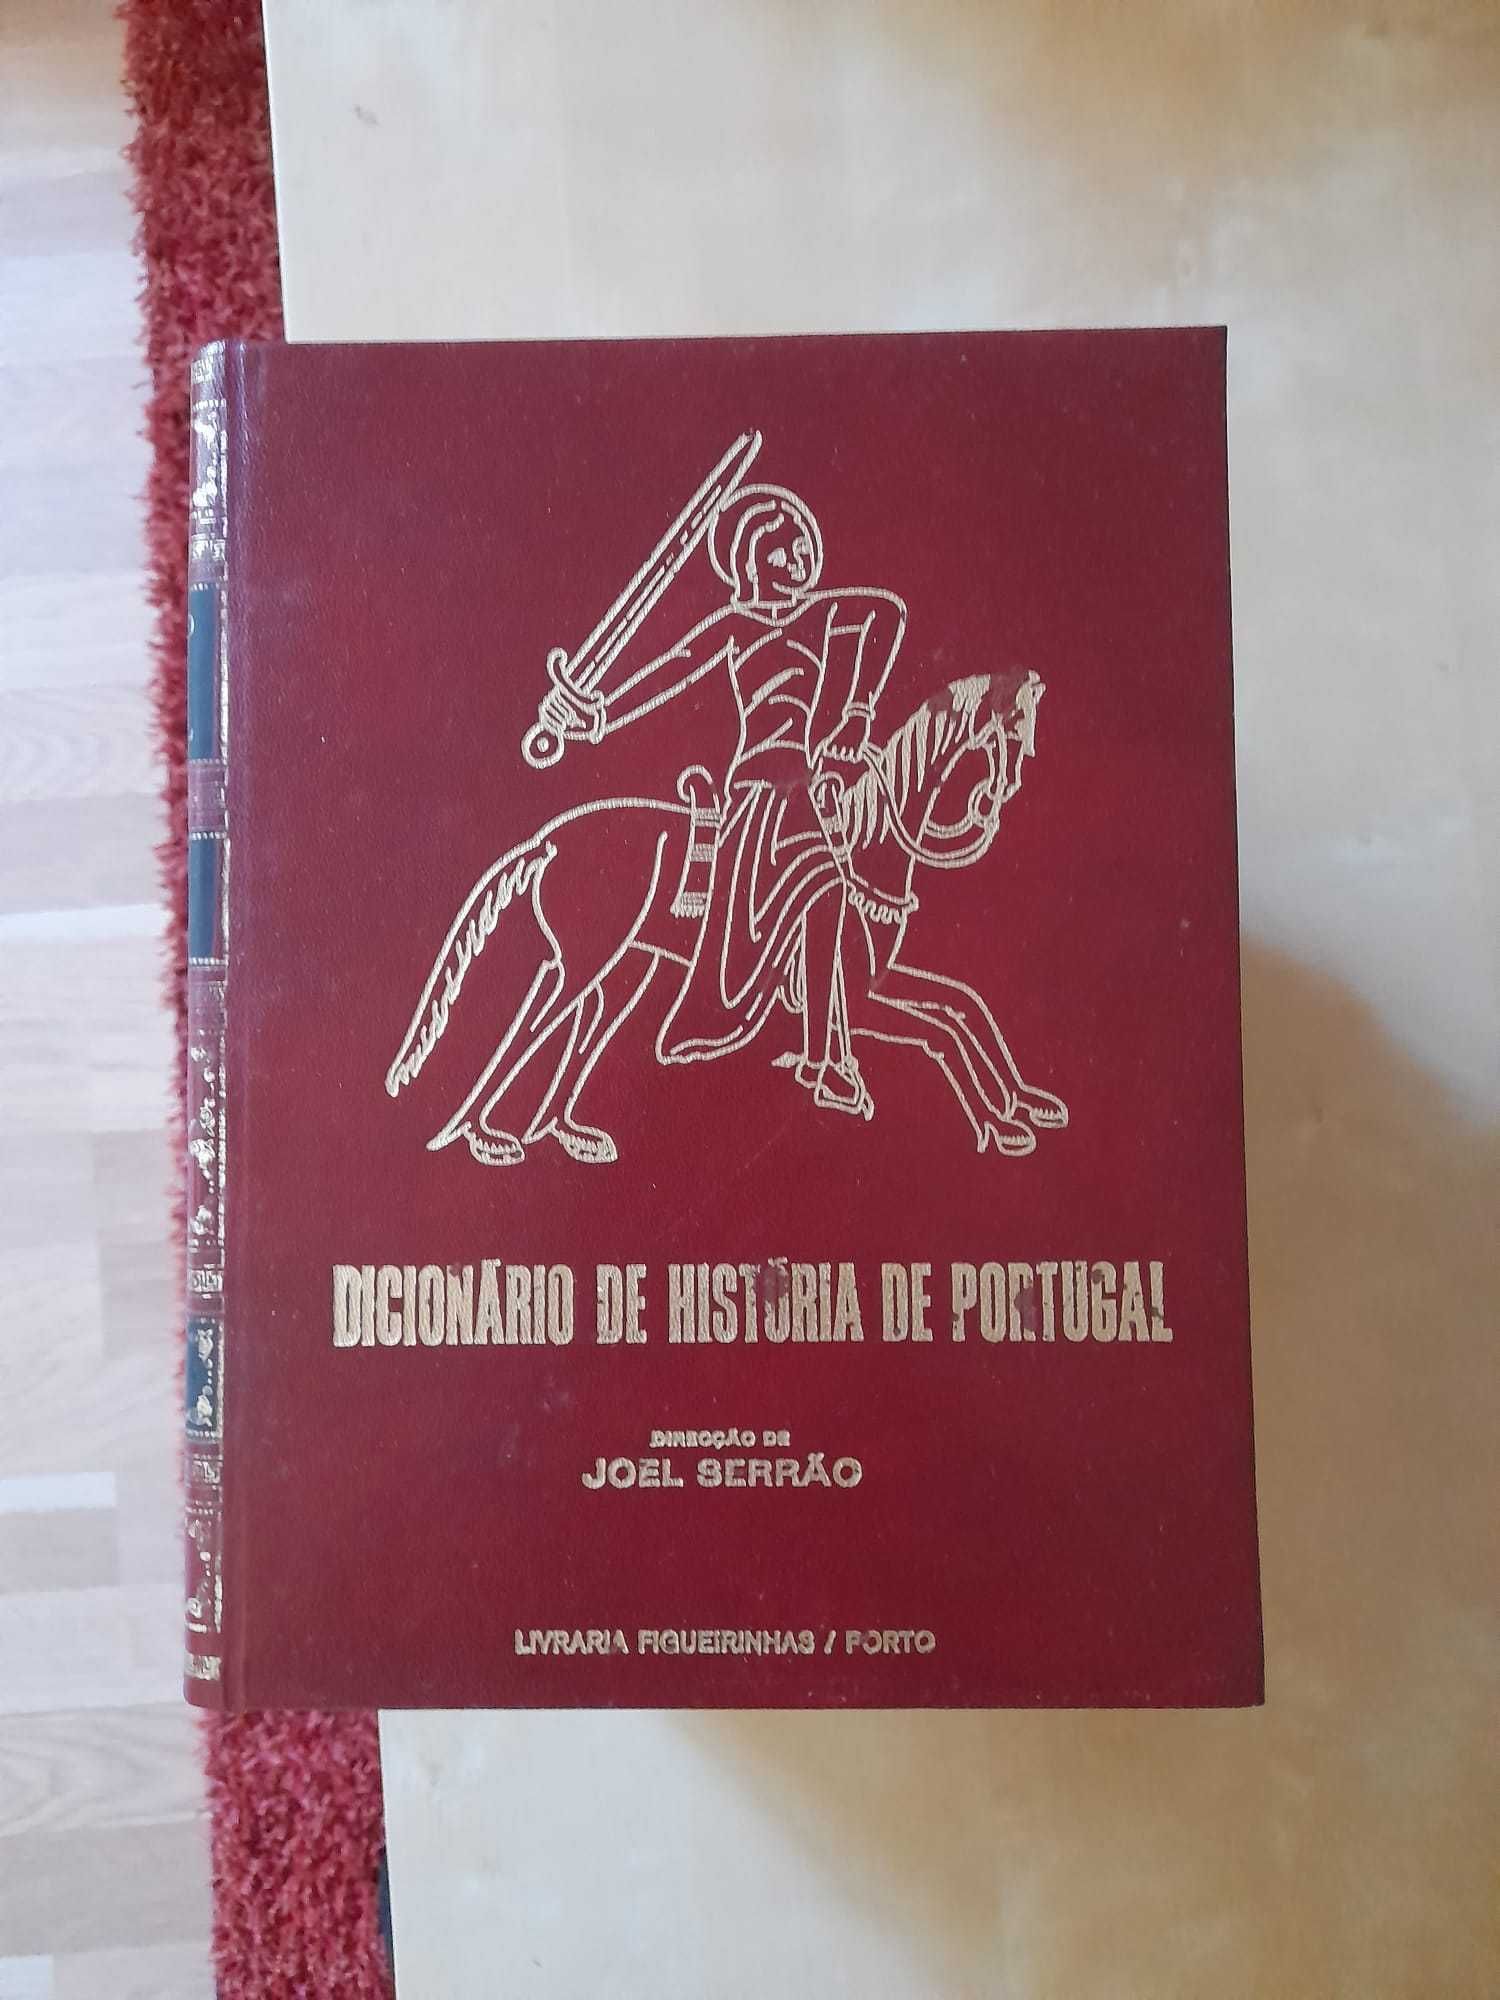 DICIONÁRIO DE HISTÓRIA DE PORTUGAL
DIRECÇÃO DE
JOEL SERRÃO
LIVRARIA FIGUEIRINHAS / PORTO